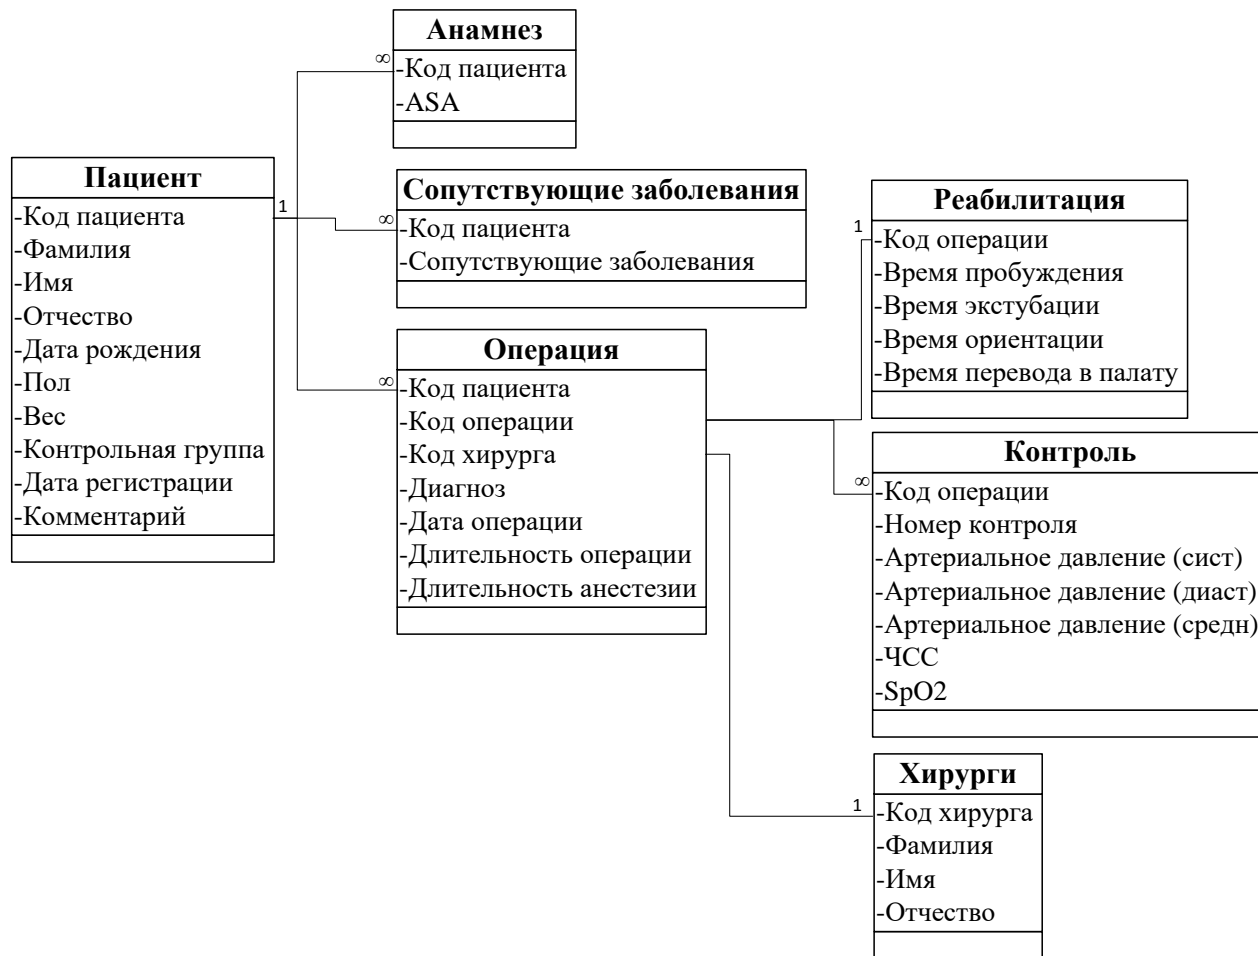 Анамнез
-Код пациента
-ASA
Пациент
-Код пациента
-Фамилия
-Имя
-Отчество
-Дата рождения
-Пол
-Вес
-Контрольная группа
-Дата регистрации
-Комментарий
1
∞
∞
∞
Сопутствующие заболевания
-Код пациента
-Сопутствующие заболевания
Операция
-Код пациента
-Код операции
-Код хирурга
-Диагноз
-Дата операции
-Длительность операции
-Длительность анестезии
1
Реабилитация
-Код операции
-Время пробуждения
-Время экстубации
-Время ориентации
-Время перевода в палату
∞
Контроль
-Код операции
-Номер контроля
-Артериальное давление (сист)
-Артериальное давление (диаст)
-Артериальное давление (средн)
-ЧСС
-SpO2
1
Хирурги
-Код хирурга
-Фамилия
-Имя
-Отчество